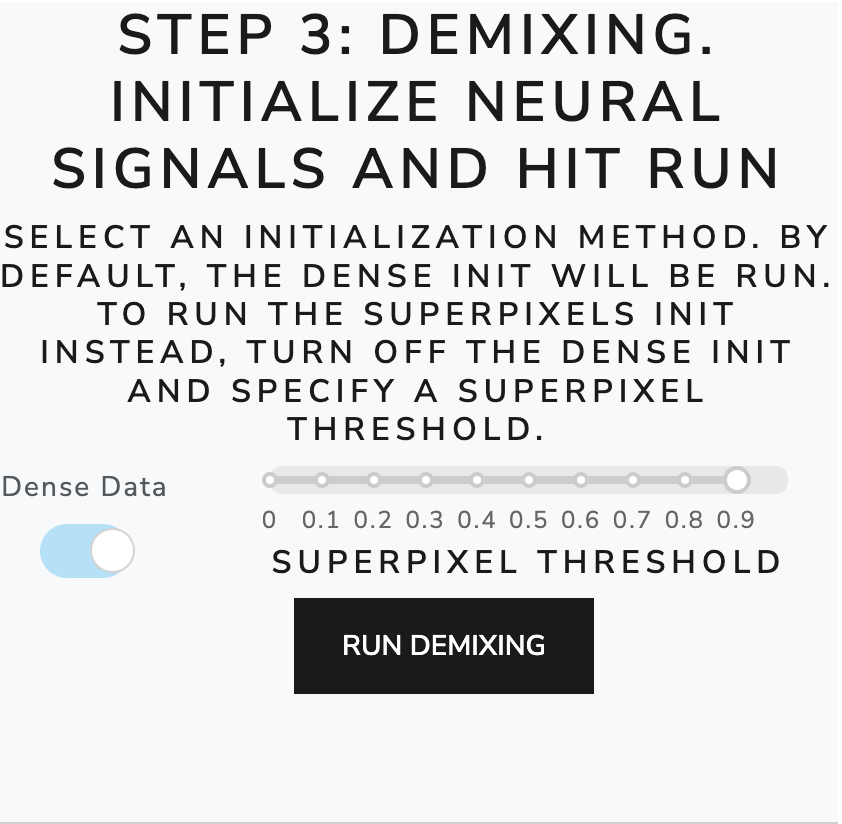 STEP 3: DEMIXING.
INITIALIZE NEURAL
SIGNALS AND HIT RUN
SELECT AN INITIALIZATION METHOD. BY
DEFAULT, THE DENSE INIT WILL BE RUN.
TO RUN THE SUPERPIXELS INIT
INSTEAD, TURN OFF THE DENSE INIT
AND SPECIFY A SUPERPIXEL
THRESHOLD.
Dense Data
0 0.1 0.2 0.3 0.4 0.5 0.6 0.7 0.8 0.9
SUPERPIXEL THRESHOLD
RUN DEMIXING